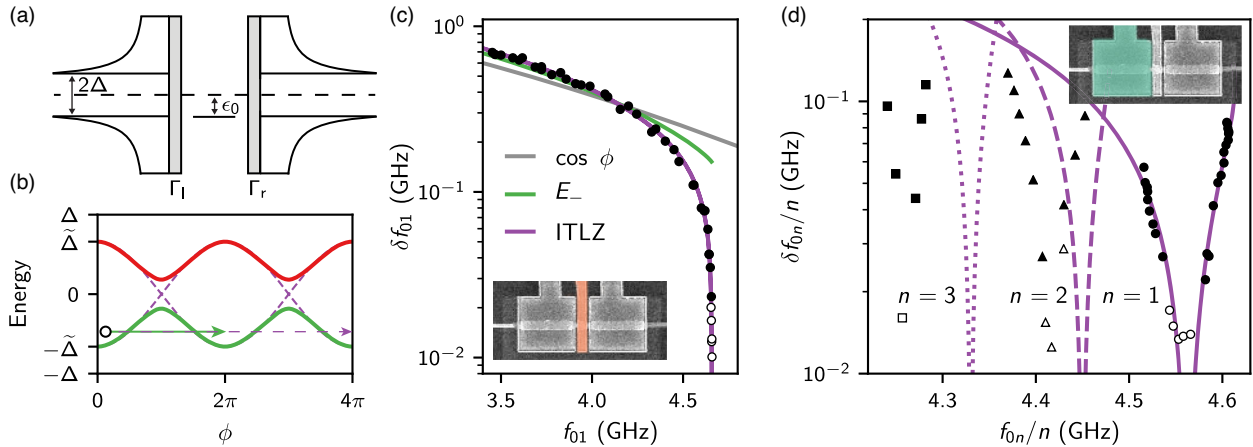 (a)
2Δ
ϵ₀
Γₗ
Γᵣ
(b)
Energy
Δ
Δ̃
0
−Δ̃
−Δ
0
2π
4π
ϕ
(c)
δf₀₁ (GHz)
10⁰
10⁻¹
10⁻²
cos ϕ
E₋
ITLZ
3.5
4.0
4.5
f₀₁ (GHz)
(d)
δf₀ₙ/n (GHz)
10⁻¹
10⁻²
n = 3
n = 2
n = 1
4.3
4.4
4.5
4.6
f₀ₙ/n (GHz)